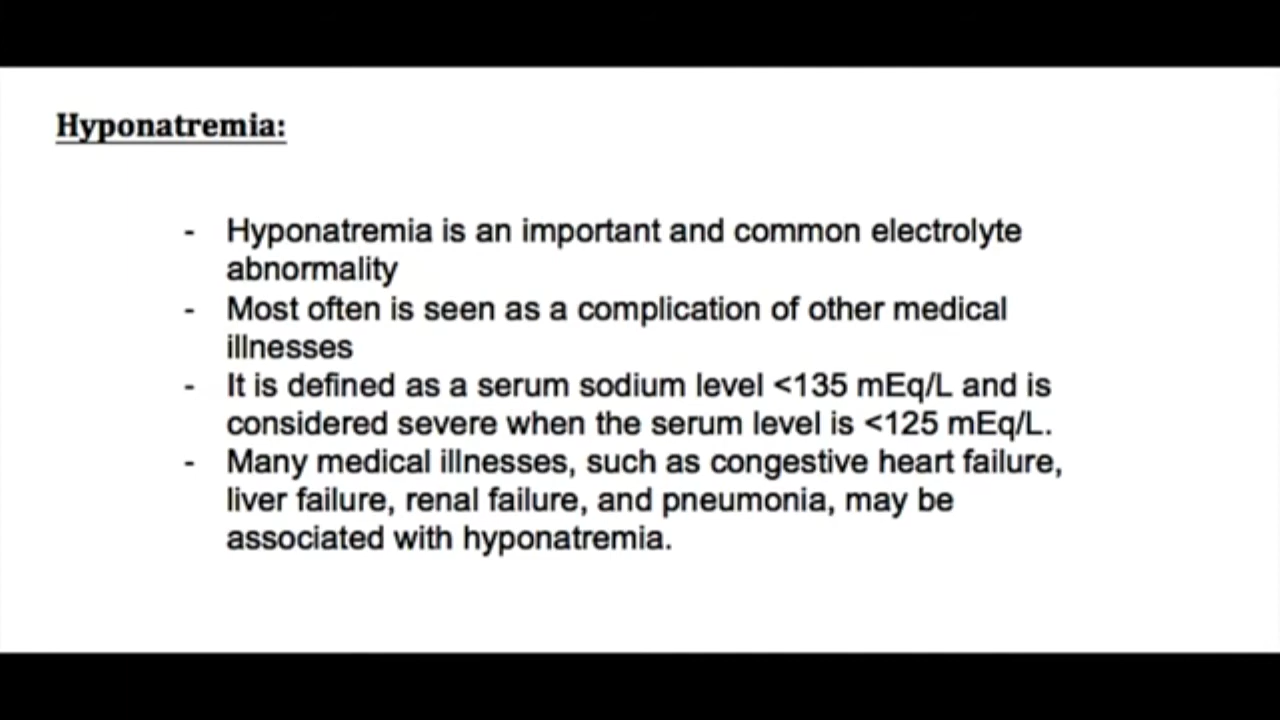 Hyponatremia:
- Hyponatremia is an important and common electrolyte
abnormality
- Most often is seen as a complication of other medical
illnesses
- It is defined as a serum sodium level <135 mEq/L and is
considered severe when the serum level is <125 mEq/L.
- Many medical illnesses, such as congestive heart failure,
liver failure, renal failure, and pneumonia, may be
associated with hyponatremia.